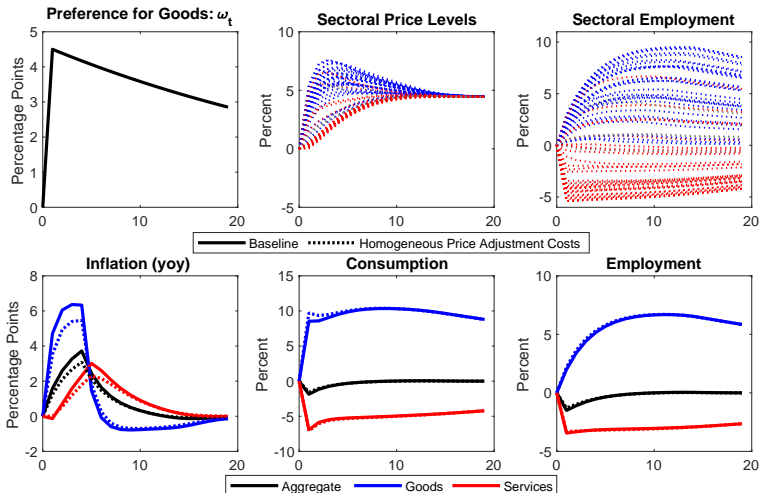 Preference for Goods: ωt
Percentage Points
5
4
3
2
1
0
0
10
20
Sectoral Price Levels
Percent
10
5
0
-5
0
10
20
Sectoral Employment
Percent
10
5
0
-5
0
10
20
Baseline
Homogeneous Price Adjustment Costs
Inflation (yoy)
Percentage Points
8
6
4
2
0
-2
0
10
20
Consumption
Percent
15
10
5
0
-5
-10
0
10
20
Employment
Percent
10
5
0
-5
0
10
20
Aggregate
Goods
Services